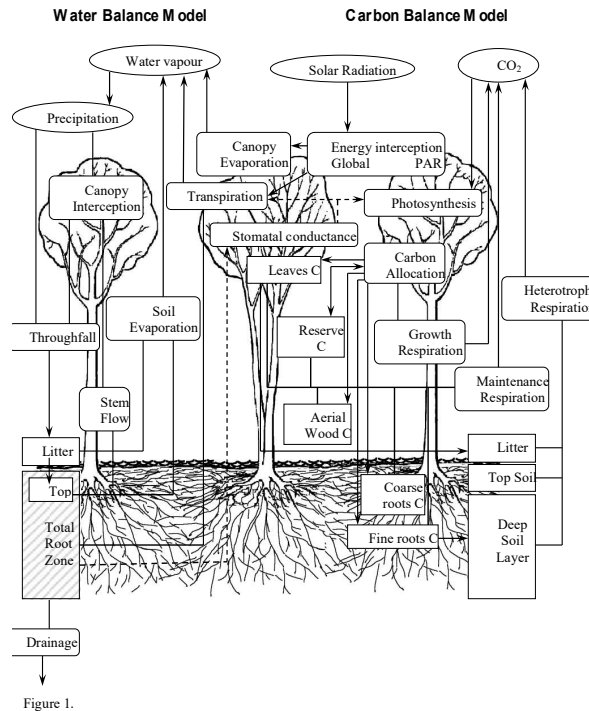 Water Balance Model
Carbon Balance Model
Water vapour
Solar Radiation
CO₂
Precipitation
Canopy
Evaporation
Energy interception
Global PAR
Canopy
Interception
Transpiration
Photosynthesis
Stomatal conductance
Leaves C
Carbon
Allocation
Soil
Evaporation
Heterotroph
Respiration
Throughfall
Reserve
C
Growth
Respiration
Maintenance
Respiration
Stem
Flow
Aerial
Wood C
Litter
Litter
Top
Coarse
roots C
Top Soil
Total
Root
Zone
Fine roots C
Deep
Soil
Layer
Drainage
Figure 1.